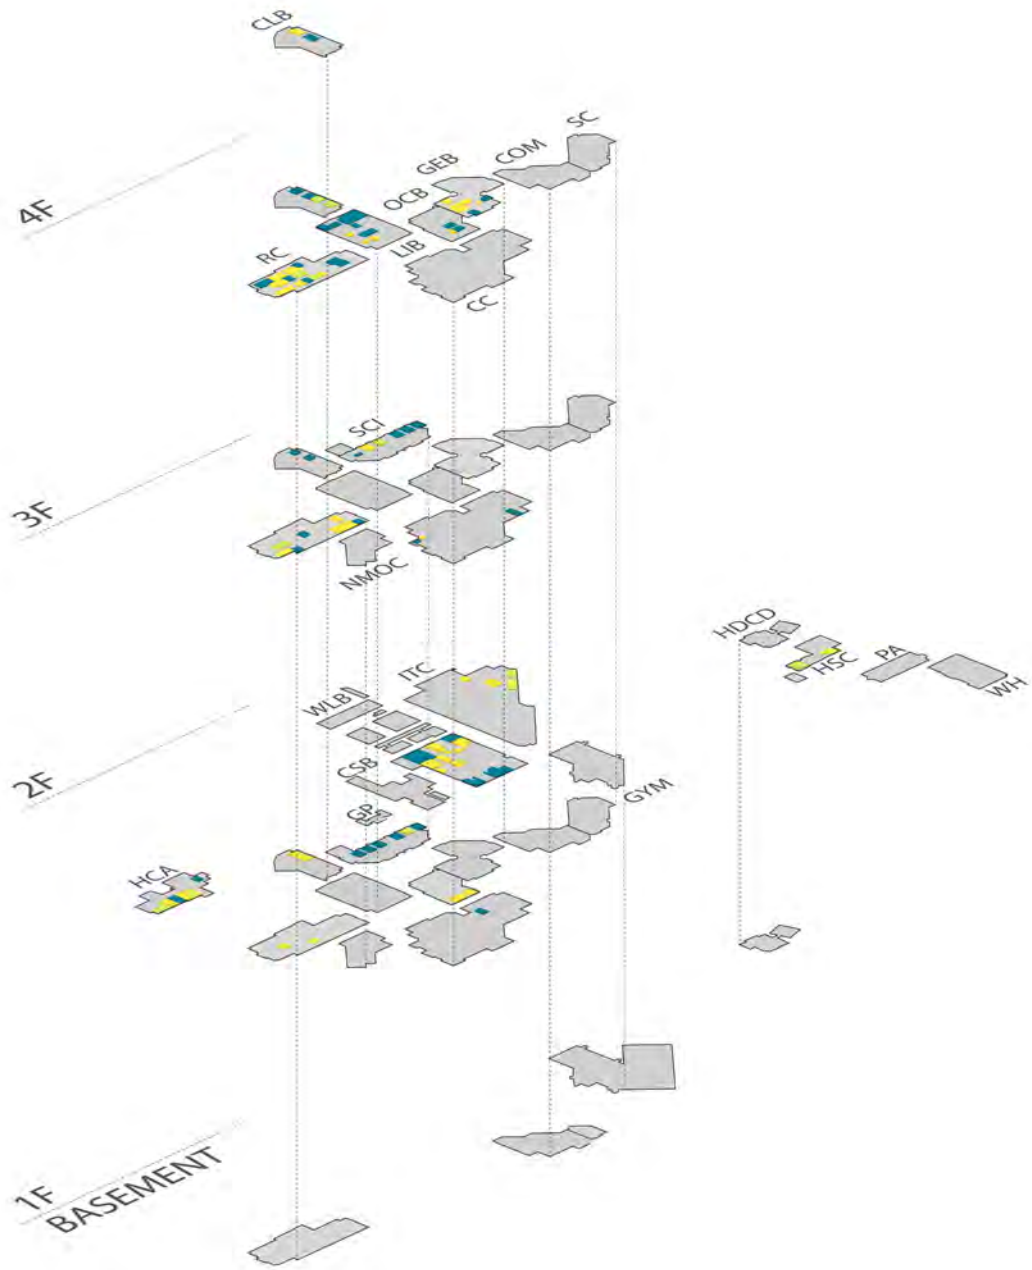 CLB
SC
COM
GEB
OCB
4F
LIB
RC
CC
SCI
3F
NMOC
HDCD
HSC
PA
WH
ITC
WLB
CSB
2F
GYM
GP
HCA
1F
BASEMENT